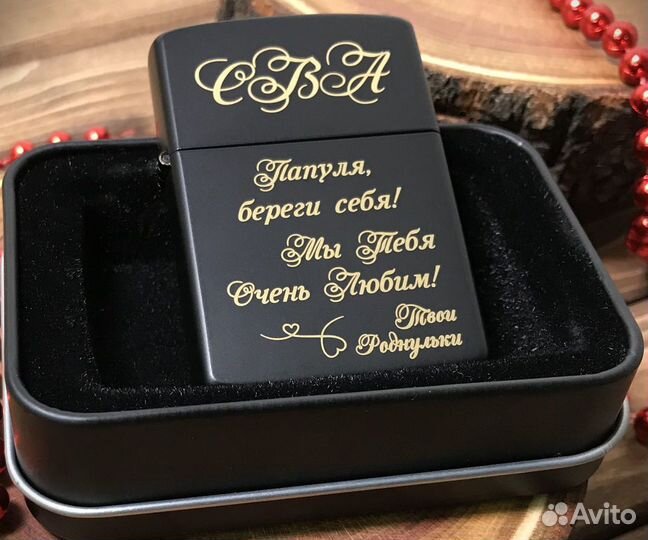 СВА
Папуля,
береги себя!
Мы Тебя
Очень Любим!
Твои
Роднульки
Avito